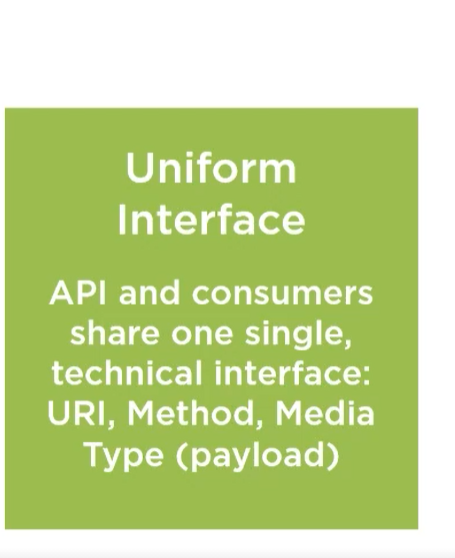 Uniform
Interface
API and consumers
share one single,
technical interface:
URI, Method, Media
Type (payload)